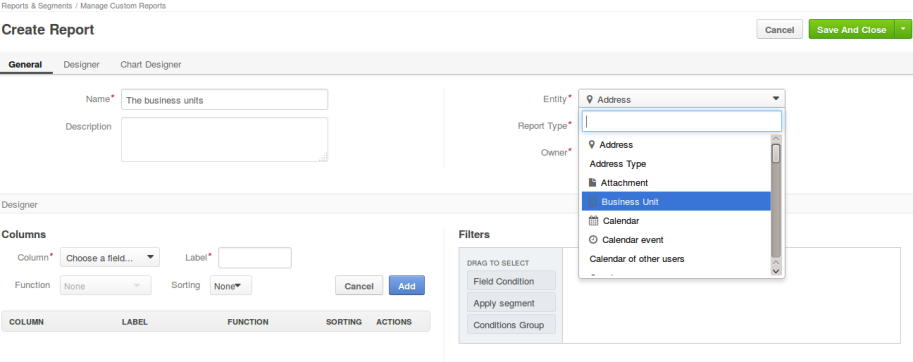 Reports & Segments / Manage Custom Reports
Create Report
Cancel
Save And Close
General
Designer
Chart Designer
Name*
The business units
Description
Entity*
Address
Report Type*
Owner*
Address
Address Type
Attachment
Business Unit
Calendar
Calendar event
Calendar of other users
Designer
Columns
Column*
Choose a field...
Label*
Function
None
Sorting
None
Cancel
Add
COLUMN LABEL FUNCTION SORTING ACTIONS
Filters
DRAG TO SELECT
Field Condition
Apply segment
Conditions Group